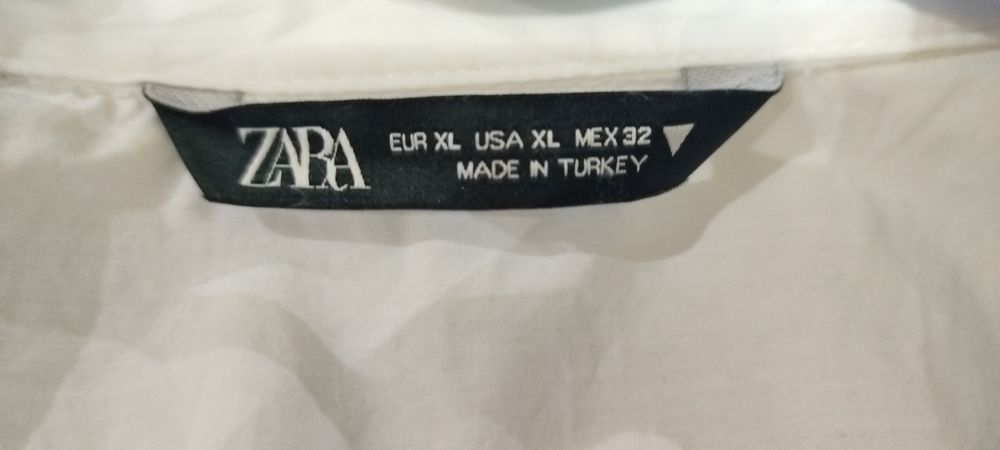 ZARA
EUR XL USA XL MEX 32
MADE IN TURKEY